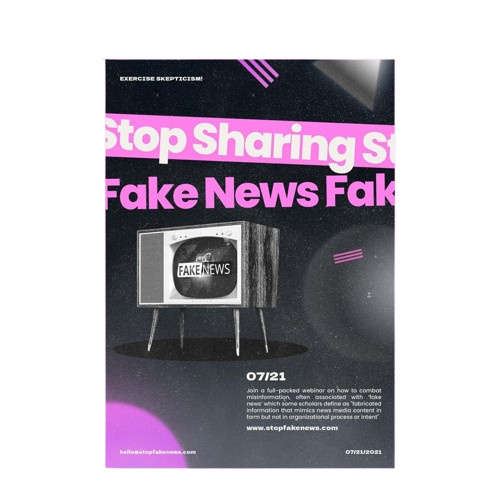 EXERCISE SKEPTICISM!
Stop Sharing St
Fake News Fak
FAKE NEWS
07/21
Join a full-packed webinar on how to combat
misinformation, often associated with 'fake
news' which some scholars define as "fabricated
information that mimics news media content in
form but not in organizational process or intent"
www.stopfakenews.com
hello@stopfakenews.com
07/21/2021